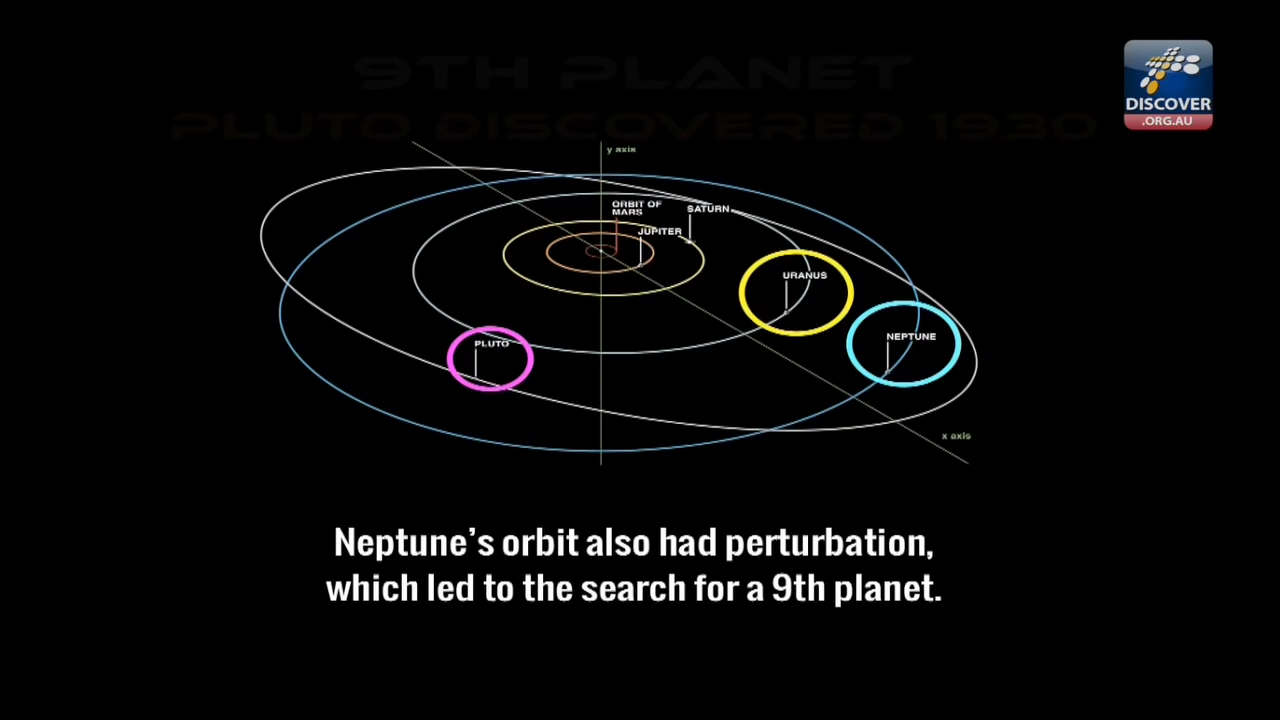 9TH PLANET
PLUTO DISCOVERED 1930
DISCOVER
.ORG.AU
y axis
ORBIT OF
MARS
SATURN
JUPITER
URANUS
NEPTUNE
PLUTO
x axis
Neptune’s orbit also had perturbation,
which led to the search for a 9th planet.